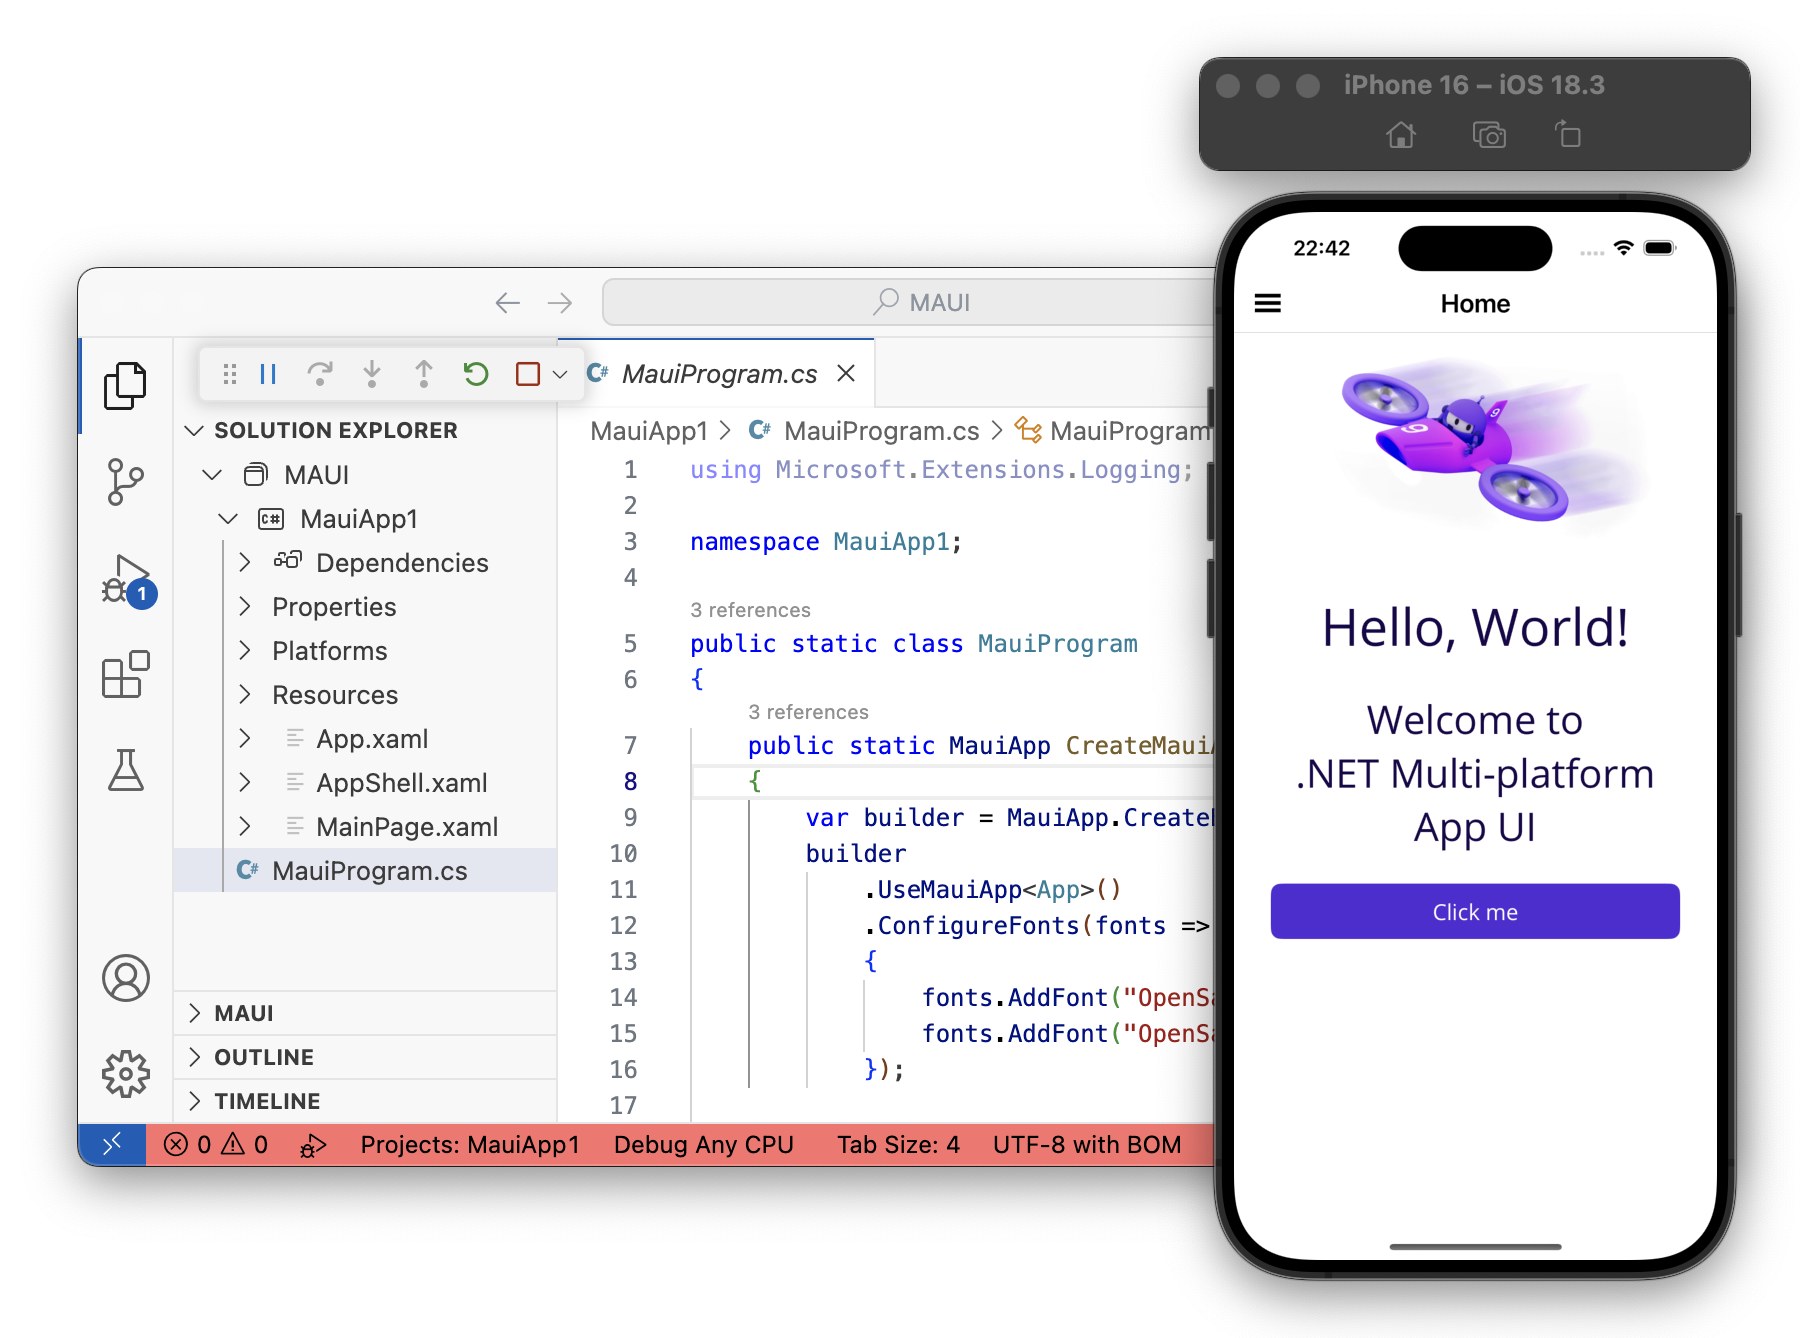 iPhone 16 – iOS 18.3
MAUI
MauiProgram.cs
SOLUTION EXPLORER
MAUI
MauiApp1
Dependencies
Properties
Platforms
Resources
App.xaml
AppShell.xaml
MainPage.xaml
C# MauiProgram.cs
MAUI
OUTLINE
TIMELINE
1
MauiApp1 > C# MauiProgram.cs > MauiProgram
1 using Microsoft.Extensions.Logging;
2
3 namespace MauiApp1;
4
3 references
5 public static class MauiProgram
6 {
3 references
7 public static MauiApp CreateMaui
8 {
9 var builder = MauiApp.Create
10 builder
11 .UseMauiApp<App>()
12 .ConfigureFonts(fonts =>
13 {
14 fonts.AddFont("OpenS
15 fonts.AddFont("OpenS
16 });
17
0 0 Projects: MauiApp1 Debug Any CPU Tab Size: 4 UTF-8 with BOM
22:42
Home
9
9
Hello, World!
Welcome to
.NET Multi-platform
App UI
Click me